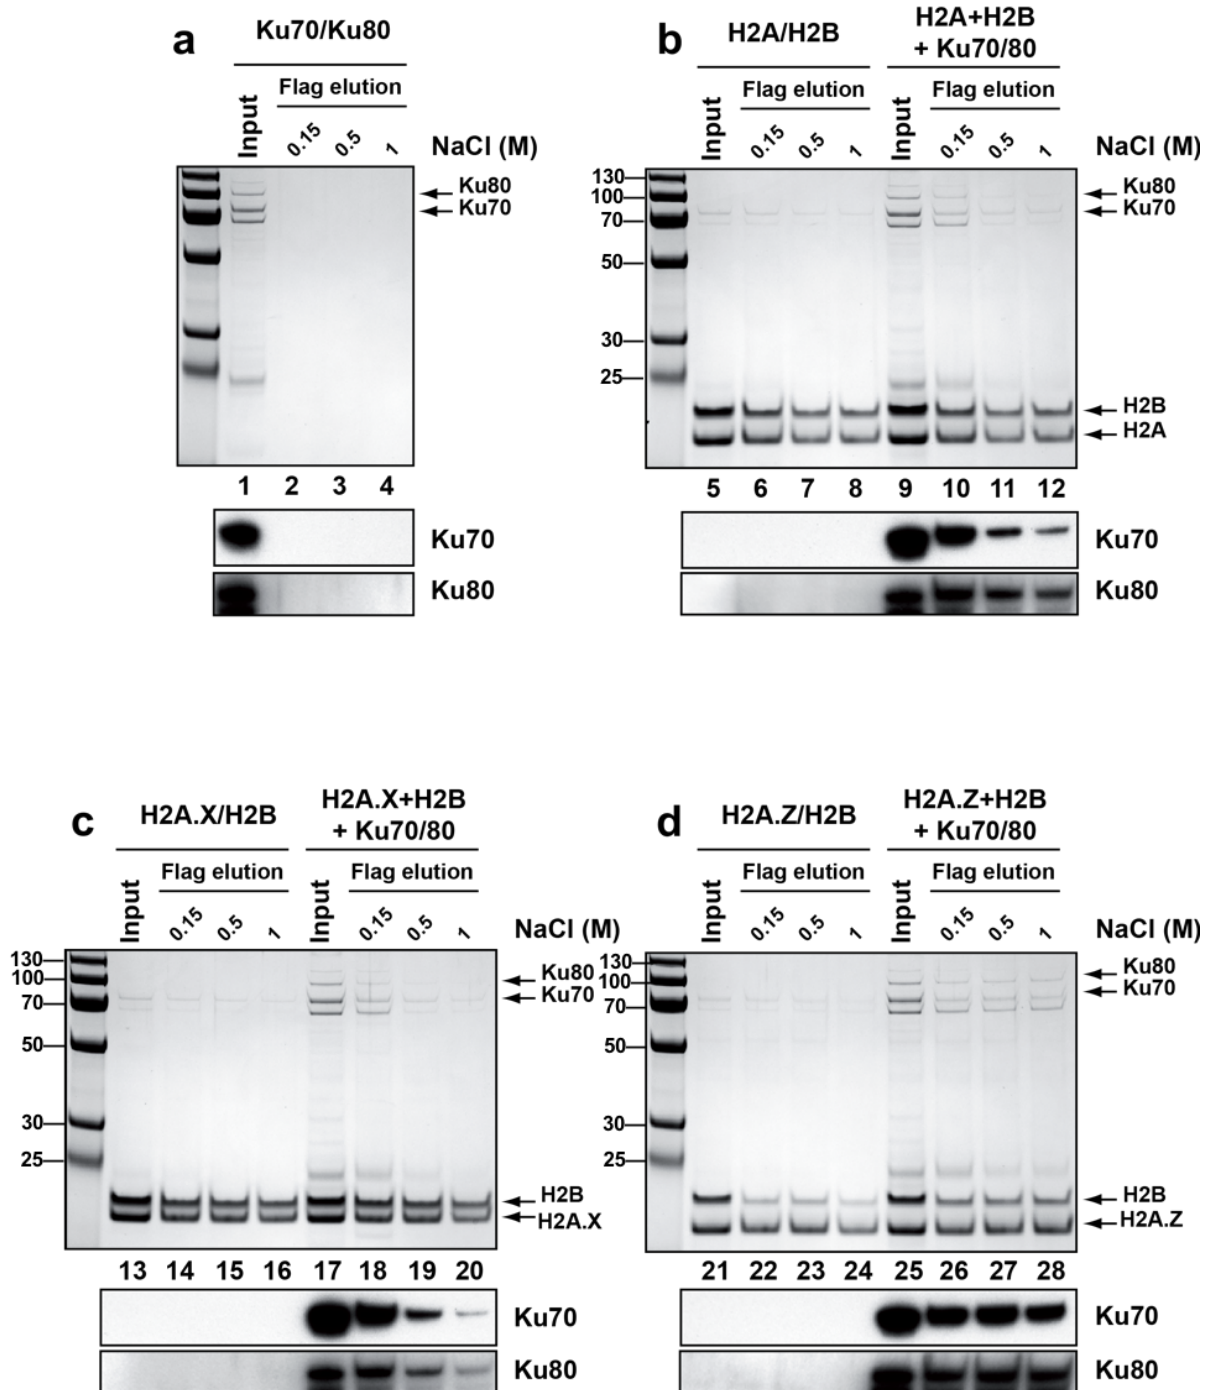 a
Ku70/Ku80
Flag elution
Input
0.15
0.5
1
NaCl (M)
Ku80
Ku70
1 2 3 4
Ku70
Ku80
b
H2A/H2B
H2A+H2B
+ Ku70/80
Flag elution
Flag elution
Input
0.15
0.5
1
Input
0.15
0.5
1
NaCl (M)
130
100
70
50
30
25
Ku80
Ku70
H2B
H2A
5 6 7 8 9 10 11 12
Ku70
Ku80
c
H2A.X/H2B
H2A.X+H2B
+ Ku70/80
Flag elution
Flag elution
Input
0.15
0.5
1
Input
0.15
0.5
1
NaCl (M)
130
100
70
50
30
25
Ku80
Ku70
H2B
H2A.X
13 14 15 16 17 18 19 20
Ku70
Ku80
d
H2A.Z/H2B
H2A.Z+H2B
+ Ku70/80
Flag elution
Flag elution
Input
0.15
0.5
1
Input
0.15
0.5
1
NaCl (M)
130
100
70
50
30
25
Ku80
Ku70
H2B
H2A.Z
21 22 23 24 25 26 27 28
Ku70
Ku80